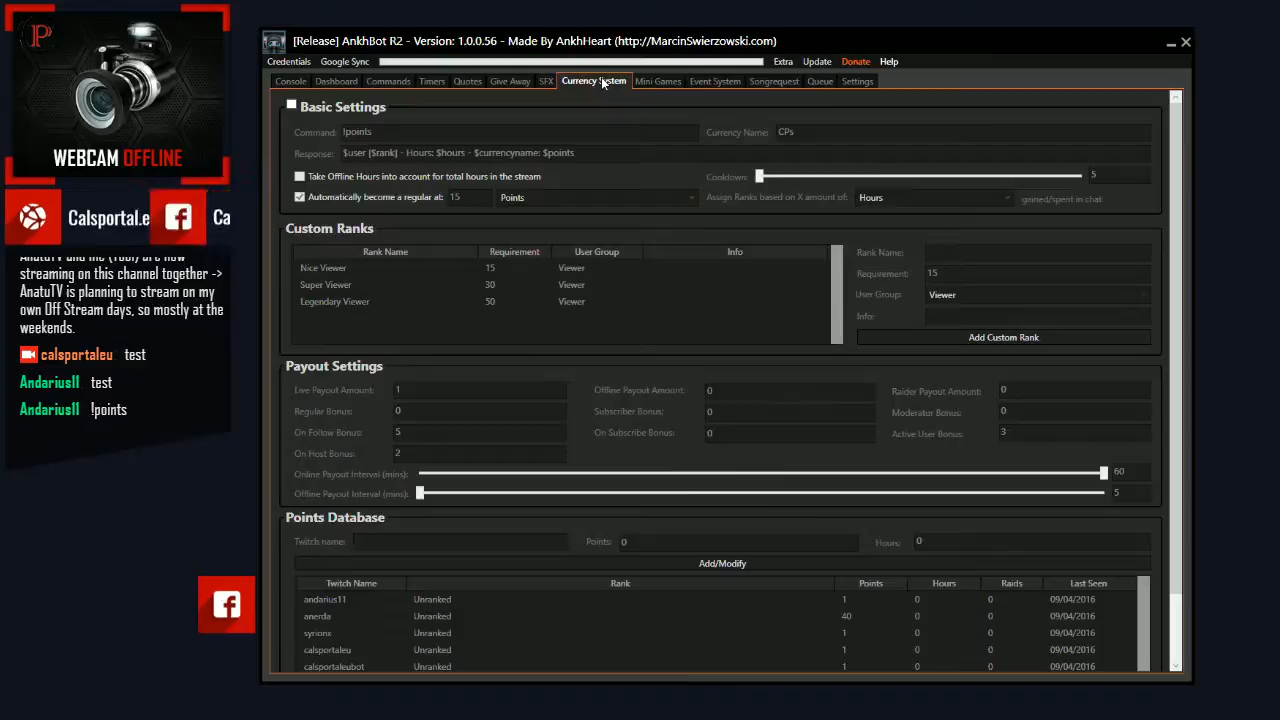 WEBCAM OFFLINE
Calsportal.e
Ca
streaming on this channel together ->
AnatuTV is planning to stream on my
own Off Stream days, so mostly at the
weekends.
calsportaleu test
Andarius11 test
Andarius11 !points
[Release] AnkhBot R2 - Version: 1.0.0.56 - Made By AnkhHeart (http://MarcinSwierzowski.com)
Credentials Google Sync Extra Update Donate Help
Console Dashboard Commands Timers Quotes Give Away SFX Currency System Mini Games Event System Songrequest Queue Settings
Basic Settings
Command: !points Currency Name: CPs
Response: $user [$rank] - Hours: $hours - $currencyname: $points
Take Offline Hours into account for total hours in the stream Cooldown: 5
Automatically become a regular at: 15 Points Assign Ranks based on X amount of: Hours gained/spent in chat
Custom Ranks
Rank Name Requirement User Group Info
Nice Viewer 15 Viewer
Super Viewer 30 Viewer
Legendary Viewer 50 Viewer
Rank Name:
Requirement: 15
User Group: Viewer
Info:
Add Custom Rank
Payout Settings
Live Payout Amount: 1 Offline Payout Amount: 0 Raider Payout Amount: 0
Regular Bonus: 0 Subscriber Bonus: 0 Moderator Bonus: 0
On Follow Bonus: 5 On Subscribe Bonus: 0 Active User Bonus: 3
On Host Bonus: 2
Online Payout Interval (mins): 60
Offline Payout Interval (mins): 5
Points Database
Twitch name: Points: 0 Hours: 0
Add/Modify
Twitch Name Rank Points Hours Raids Last Seen
andarius11 Unranked 1 0 0 09/04/2016
anerda Unranked 40 0 0 09/04/2016
syrionx Unranked 1 0 0 09/04/2016
calsportaleu Unranked 1 0 0 09/04/2016
calsportaleubot Unranked 1 0 0 09/04/2016